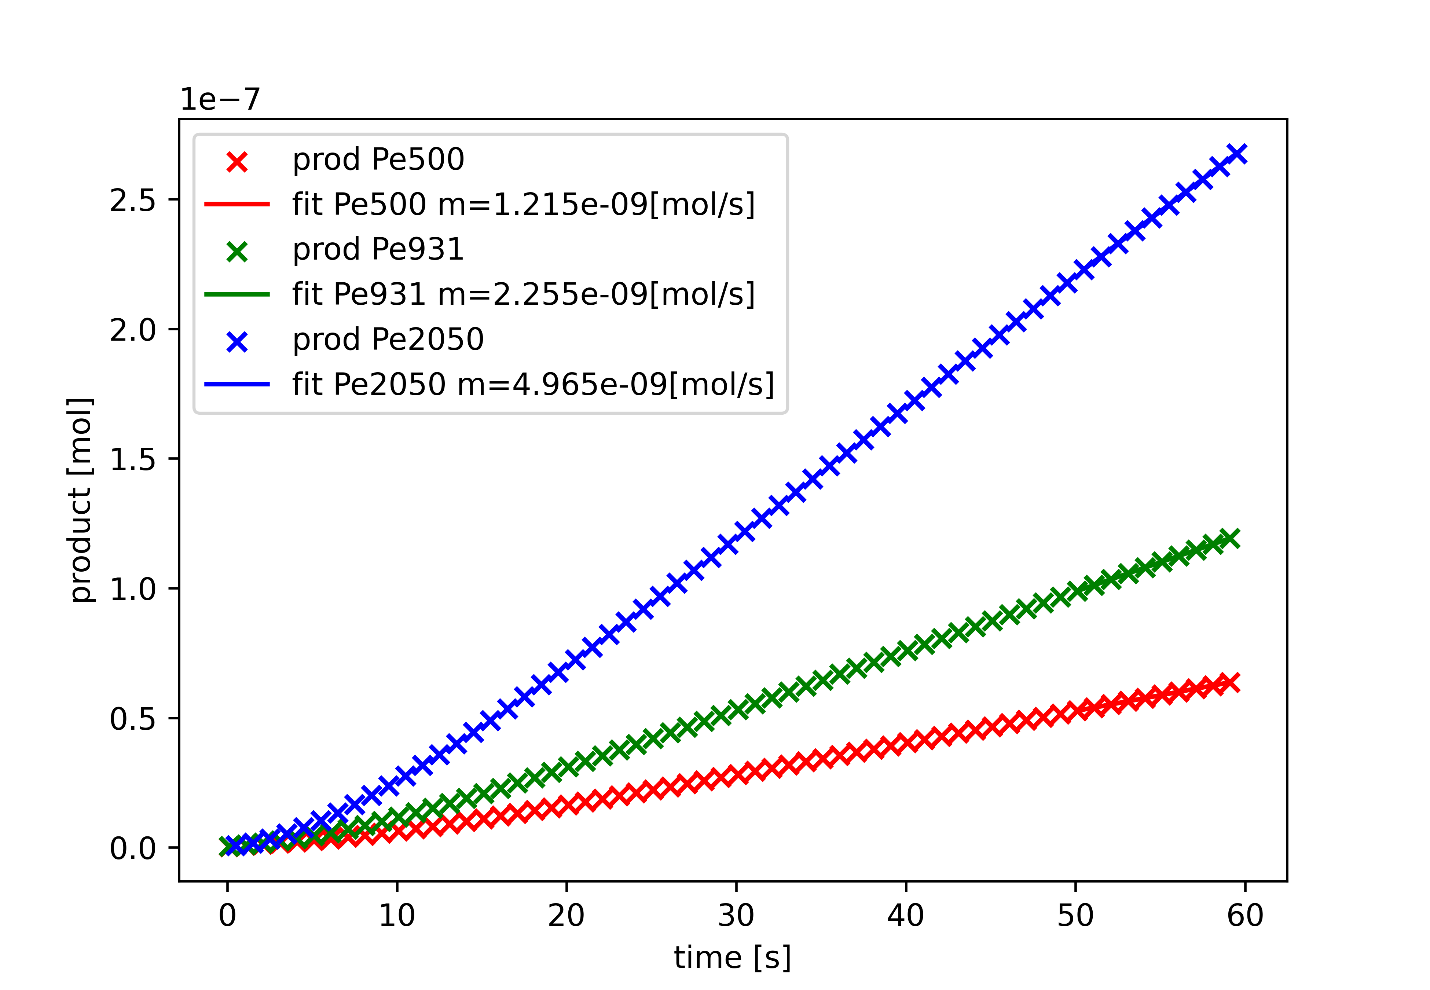 1e−7
prod Pe500
fit Pe500 m=1.215e-09[mol/s]
prod Pe931
fit Pe931 m=2.255e-09[mol/s]
prod Pe2050
fit Pe2050 m=4.965e-09[mol/s]
2.5
2.0
1.5
1.0
0.5
0.0
product [mol]
0 10 20 30 40 50 60
time [s]